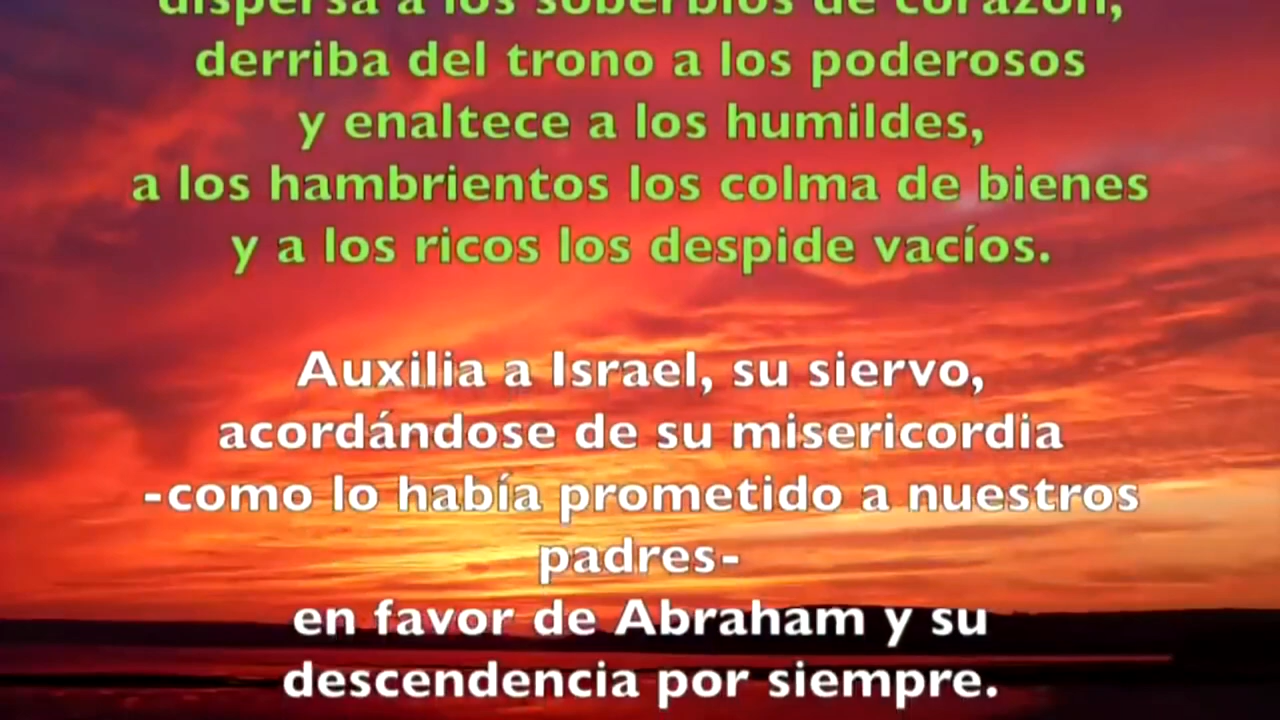 dispersa a los soberbios de corazón,
derriba del trono a los poderosos
y enaltece a los humildes,
a los hambrientos los colma de bienes
y a los ricos los despide vacíos.
Auxilia a Israel, su siervo,
acordándose de su misericordia
-como lo había prometido a nuestros
padres-
en favor de Abraham y su
descendencia por siempre.